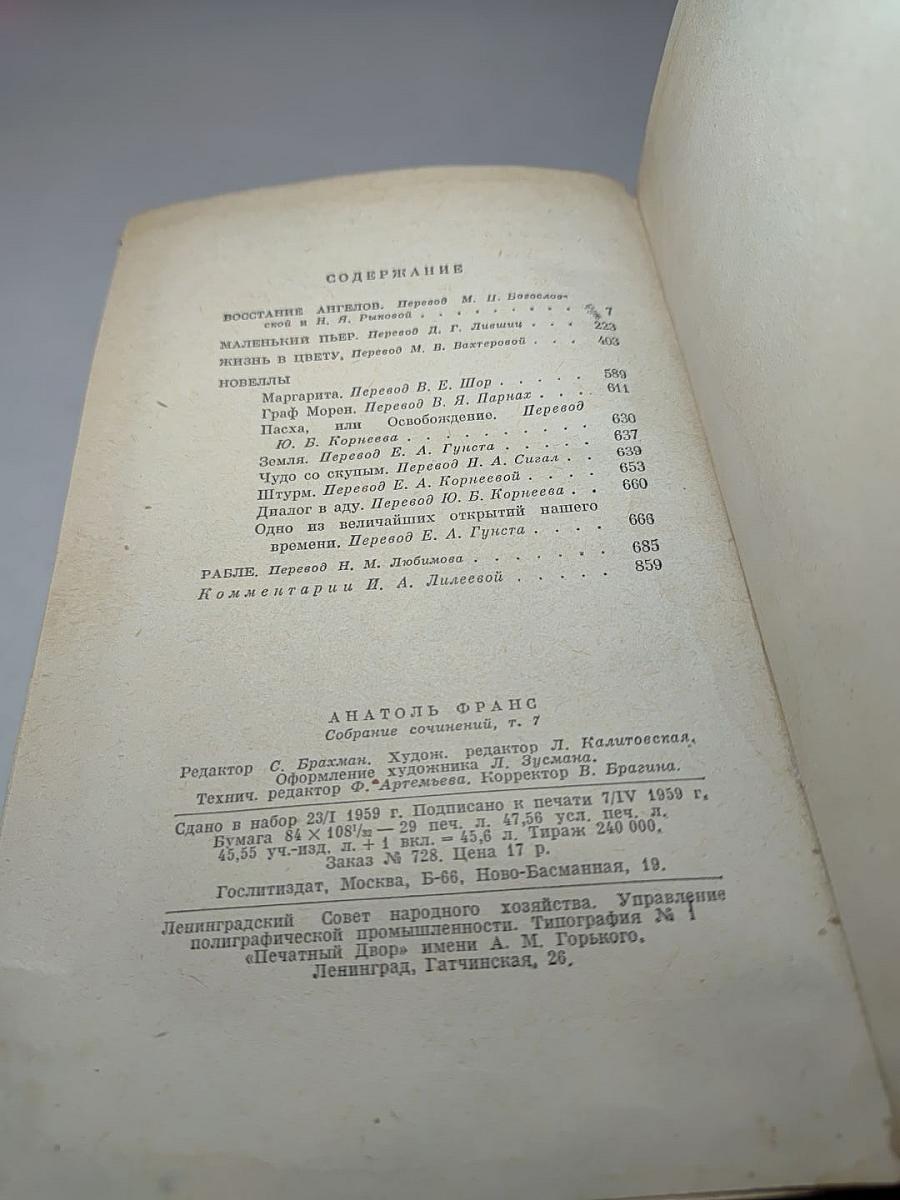 СОДЕРЖАНИЕ
ВОССТАНИЕ АНГЕЛОВ. Перевод М. П. Богослов-
ской и Н. Я. Рыковой . . . . . . . . . 7
МАЛЕНЬКИЙ ПЬЕР. Перевод Д. Г. Лившиц . . . 223
ЖИЗНЬ В ЦВЕТУ. Перевод М. В. Вахтеровой . . . 403
НОВЕЛЛЫ
Маргарита. Перевод В. Е. Шор . . . . . 589
Граф Морен. Перевод В. Я. Парнах . . . 611
Пасха, или Освобождение. Перевод
Ю. Б. Корнеева . . . . . . . . . 630
Земля. Перевод Е. А. Гунста . . . . . 637
Чудо со скупым. Перевод Н. А. Сигал . . 639
Штурм. Перевод Е. А. Корнеевой . . . . 653
Диалог в аду. Перевод Ю. Б. Корнеева . . 660
Одно из величайших открытий нашего
времени. Перевод Е. А. Гунста . . . . 666
РАБЛЕ. Перевод Н. М. Любимова . . . . . . 685
Комментарии И. А. Лилеевой . . . . . 859
АНАТОЛЬ ФРАНС
Собрание сочинений, т. 7
Редактор С. Брахман. Худож. редактор Л. Калитовская.
Оформление художника Л. Зусмана.
Технич. редактор Ф. Артемьева. Корректор В. Брагина.
Сдано в набор 23/I 1959 г. Подписано к печати 7/IV 1959 г.
Бумага 84 × 108 1/32 — 29 печ. л. 47,56 усл. печ. л.
45,55 уч.-изд. л. + 1 вкл. = 45,6 л. Тираж 240 000.
Заказ № 728. Цена 17 р.
Гослитиздат, Москва, Б-66, Ново-Басманная, 19.
Ленинградский Совет народного хозяйства. Управление
полиграфической промышленности. Типография № 1
«Печатный Двор» имени А. М. Горького.
Ленинград, Гатчинская, 26.